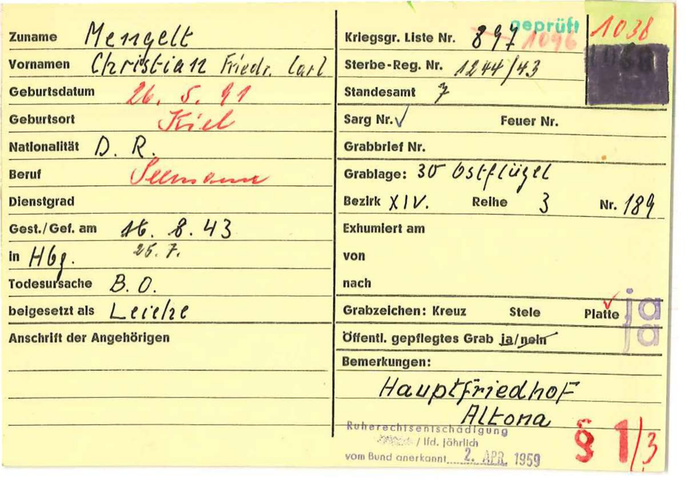 Zuname Mengelt
Vornamen Christian Friedr. Carl
Geburtsdatum 26. 5. 91
Geburtsort Kiel
Nationalität D. R.
Beruf Seemann
Dienstgrad
Gest./Gef. am 16. 8. 43
in Hbg. 25. 7.
Todesursache B. O.
beigesetzt als Leiche
Anschrift der Angehörigen
geprüft
Kriegsgr. Liste Nr. 897 1096
1038
Sterbe-Reg. Nr. 1244/43
Standesamt 7
Sarg Nr. √ Feuer Nr.
Grabbrief Nr.
Grablage: 30 Ostflügel
Bezirk XIV. Reihe 3 Nr. 189
Exhumiert am
von
nach
Grabzeichen: Kreuz Stele Platte ja
Öffentl. gepflegtes Grab ja/nein ja
Bemerkungen:
Hauptfriedhof
Altona
Ruherechtsentschädigung
/ lfd. jährlich
vom Bund anerkannt 2. APR. 1959
§ 1/3